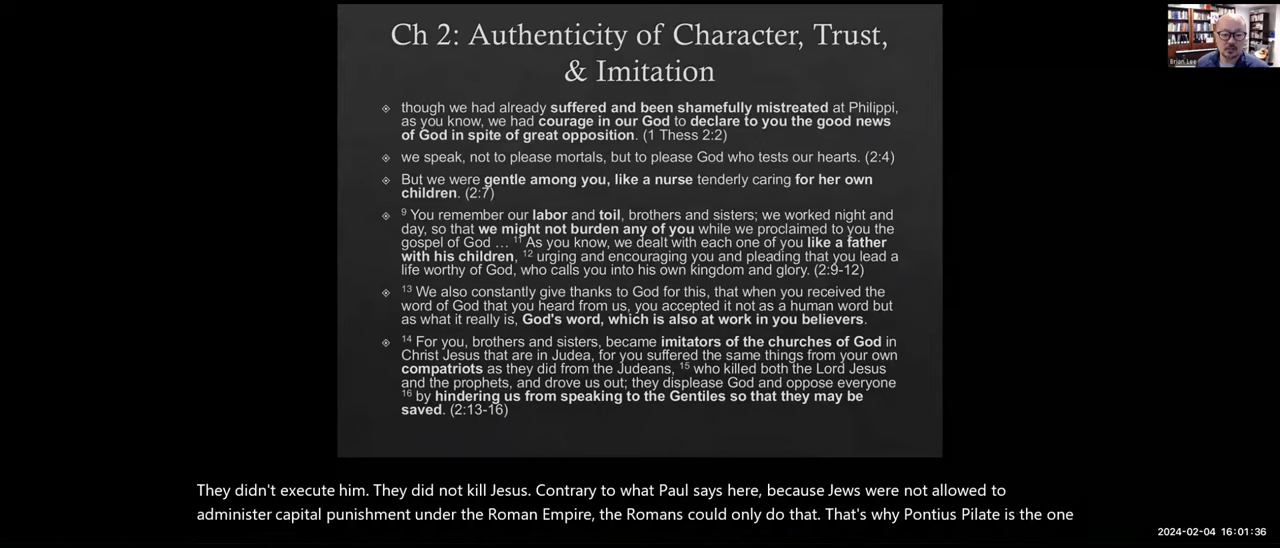 Ch 2: Authenticity of Character, Trust,
& Imitation
though we had already suffered and been shamefully mistreated at Philippi,
as you know, we had courage in our God to declare to you the good news
of God in spite of great opposition. (1 Thess 2:2)
we speak, not to please mortals, but to please God who tests our hearts. (2:4)
But we were gentle among you, like a nurse tenderly caring for her own
children. (2:7)
9 You remember our labor and toil, brothers and sisters; we worked night and
day, so that we might not burden any of you while we proclaimed to you the
gospel of God … 11 As you know, we dealt with each one of you like a father
with his children, 12 urging and encouraging you and pleading that you lead a
life worthy of God, who calls you into his own kingdom and glory. (2:9-12)
13 We also constantly give thanks to God for this, that when you received the
word of God that you heard from us, you accepted it not as a human word but
as what it really is, God's word, which is also at work in you believers.
14 For you, brothers and sisters, became imitators of the churches of God in
Christ Jesus that are in Judea, for you suffered the same things from your own
compatriots as they did from the Judeans, 15 who killed both the Lord Jesus
and the prophets, and drove us out; they displease God and oppose everyone
16 by hindering us from speaking to the Gentiles so that they may be
saved. (2:13-16)
Brian Lee
They didn't execute him. They did not kill Jesus. Contrary to what Paul says here, because Jews were not allowed to
administer capital punishment under the Roman Empire, the Romans could only do that. That's why Pontius Pilate is the one
2024-02-04 16:01:36